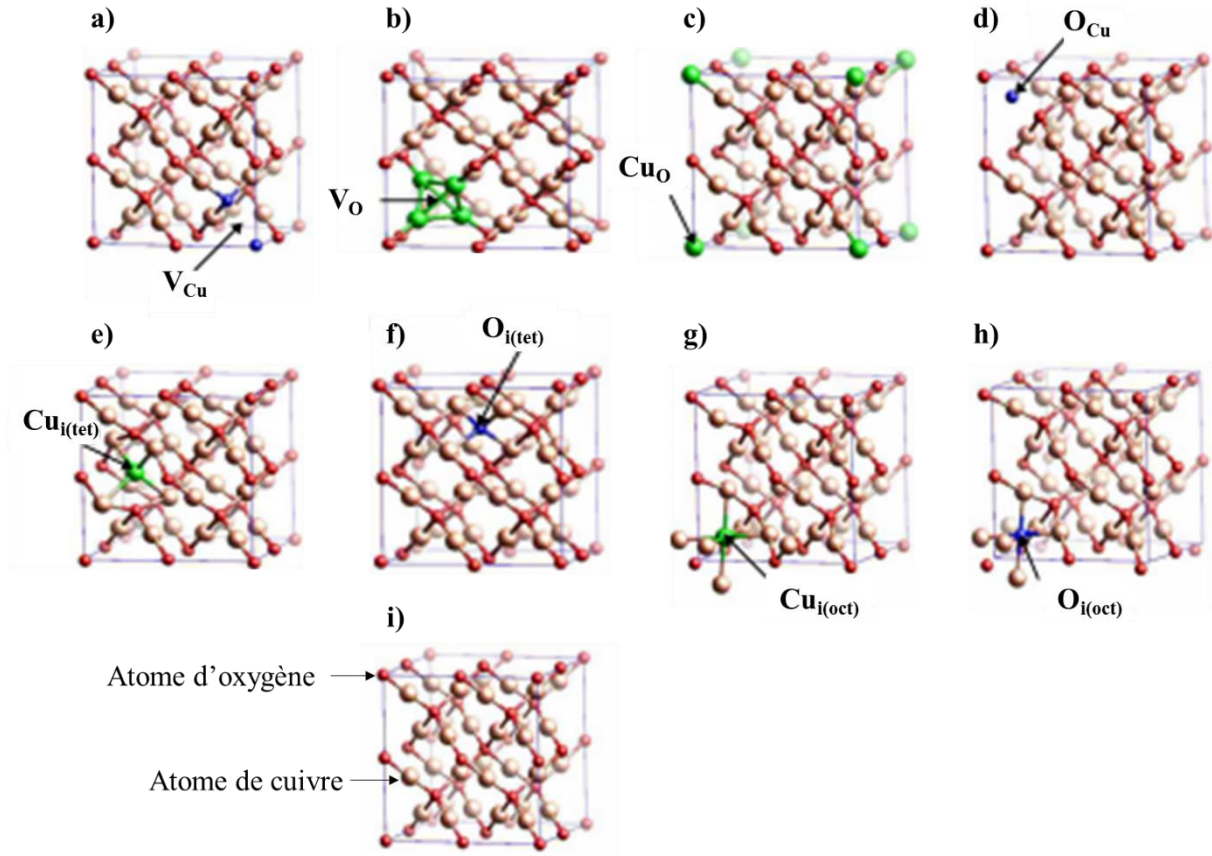 a)
b)
c)
d)
O_Cu
V_Cu
V_O
Cu_O
e)
f)
g)
h)
Cu_i(tet)
O_i(tet)
Cu_i(oct)
O_i(oct)
i)
Atome d’oxygène
Atome de cuivre